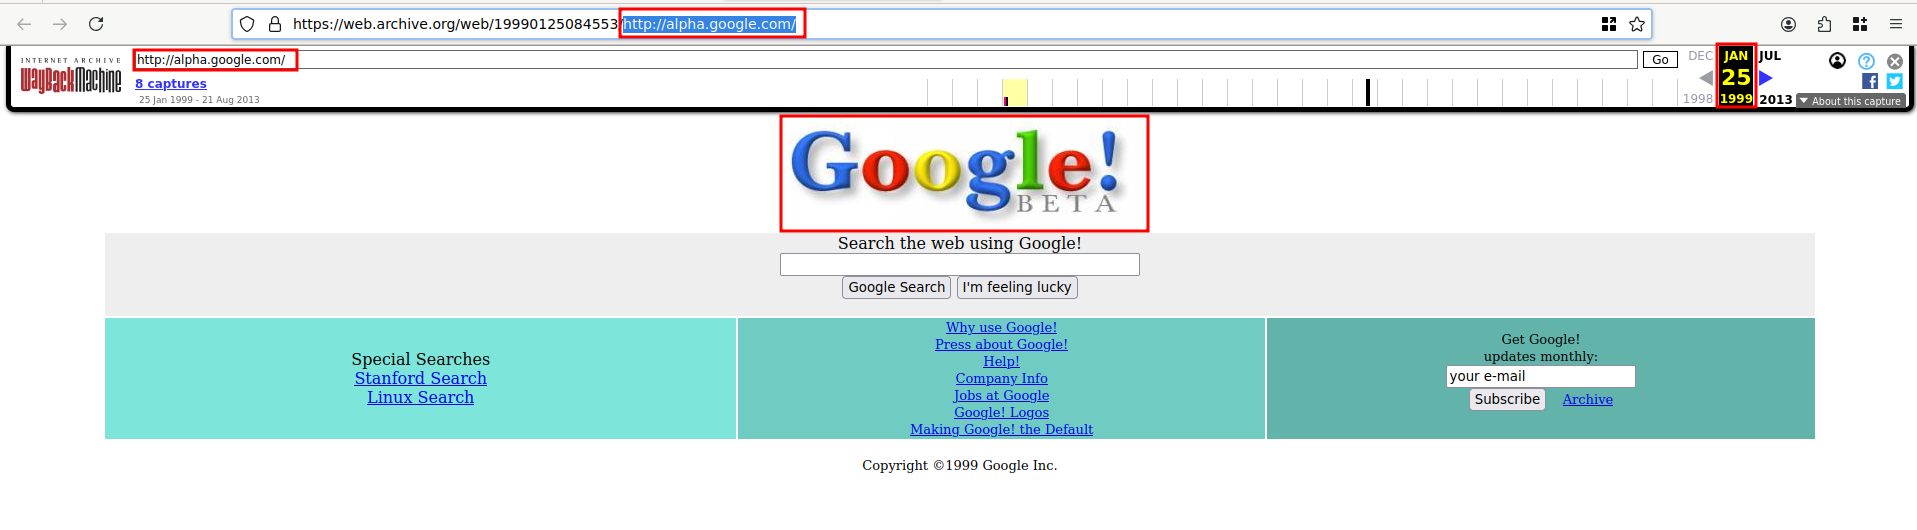 https://web.archive.org/web/19990125084553/http://alpha.google.com/
INTERNET ARCHIVE
WayBackMachine
http://alpha.google.com/
Go
DEC JAN JUL
8 captures
25
25 Jan 1999 - 21 Aug 2013
1998 1999 2013
About this capture
Google!
BETA
Search the web using Google!
Google Search I'm feeling lucky
Special Searches
Stanford Search
Linux Search
Why use Google!
Press about Google!
Help!
Company Info
Jobs at Google
Google! Logos
Making Google! the Default
Get Google!
updates monthly:
your e-mail
Subscribe Archive
Copyright ©1999 Google Inc.